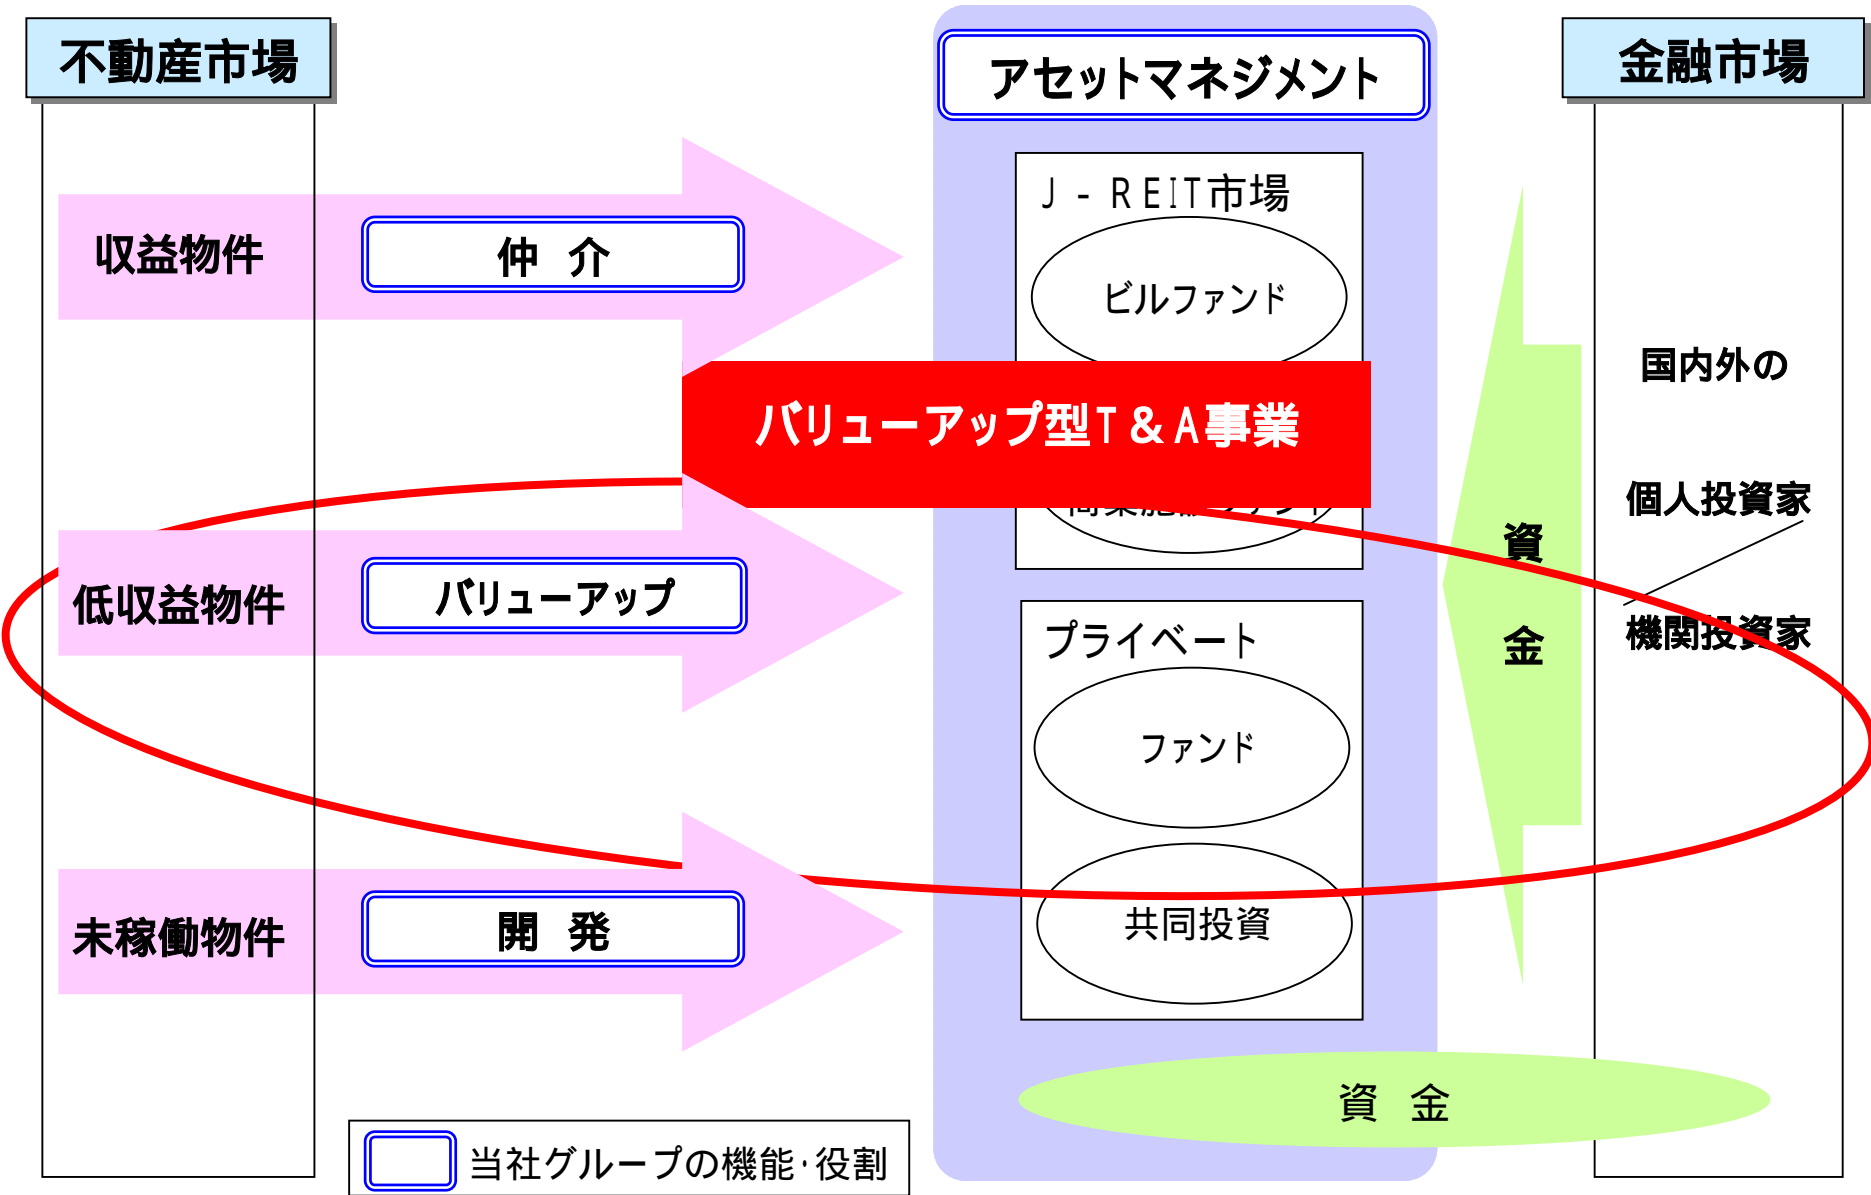 不動産市場
アセットマネジメント
金融市場
J - REIT市場
収益物件
仲 介
ビルファンド
国内外の
バリューアップ型T&A事業
個人投資家
資
金
低収益物件
バリューアップ
機関投資家
プライベート
ファンド
未稼働物件
開 発
共同投資
資 金
当社グループの機能・役割